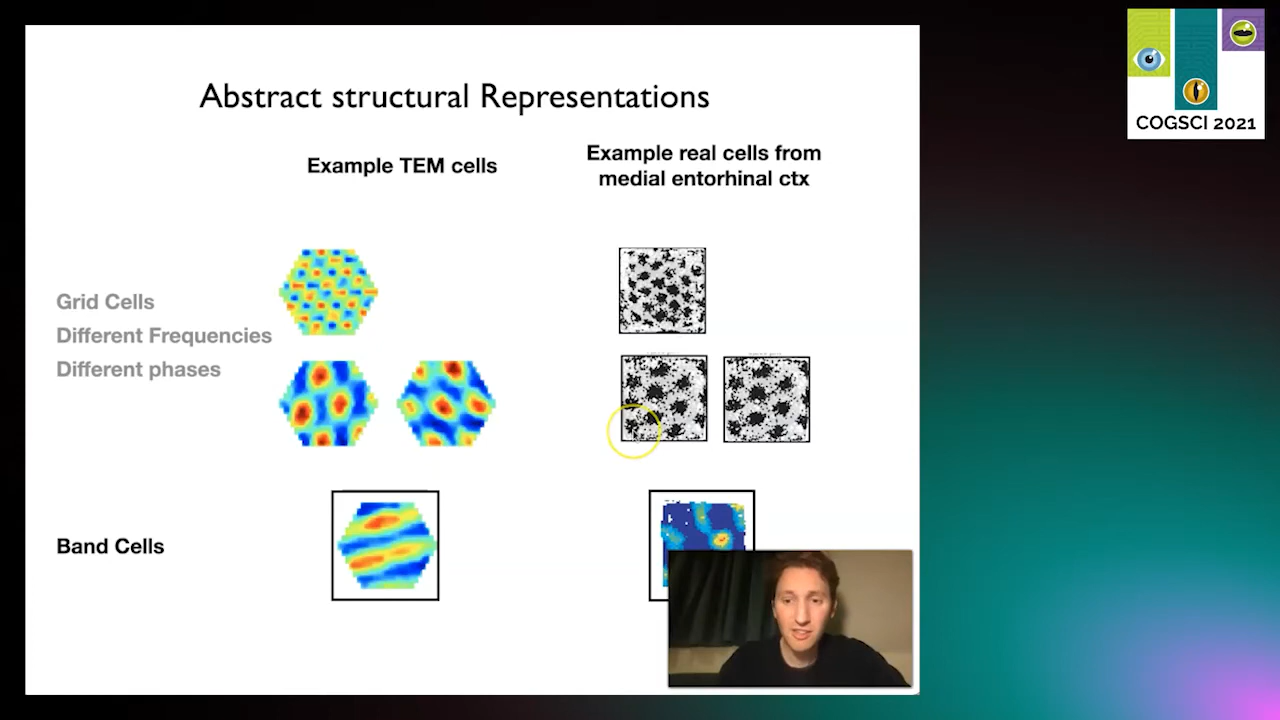 Abstract structural Representations
Example TEM cells
Example real cells from
medial entorhinal ctx
Grid Cells
Different Frequencies
Different phases
Band Cells
COGSCI 2021